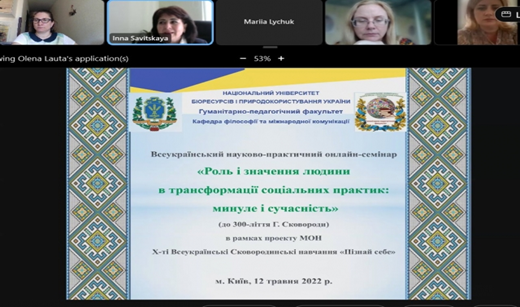 Inna Savitskaya
Mariia Lychuk
wing Olena Lauta's application(s)
− 53% +
НАЦІОНАЛЬНИЙ УНІВЕРСИТЕТ
БІОРЕСУРСІВ І ПРИРОДОКОРИСТУВАННЯ УКРАЇНИ
Гуманітарно-педагогічний факультет
Кафедра філософії та міжнародної комунікації
Всеукраїнський науково-практичний онлайн-семінар
«Роль і значення людини
в трансформації соціальних практик:
минуле і сучасність»
(до 300-ліття Г. Сковороди)
в рамках проекту МОН
Х-ті Всеукраїнські Сковородинські навчання «Пізнай себе»
м. Київ, 12 травня 2022 р.